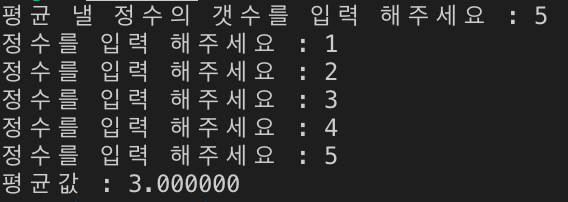 평균 낼 정수의 갯수를 입력 해주세요 : 5
정수를 입력 해주세요 : 1
정수를 입력 해주세요 : 2
정수를 입력 해주세요 : 3
정수를 입력 해주세요 : 4
정수를 입력 해주세요 : 5
평균값 : 3.000000